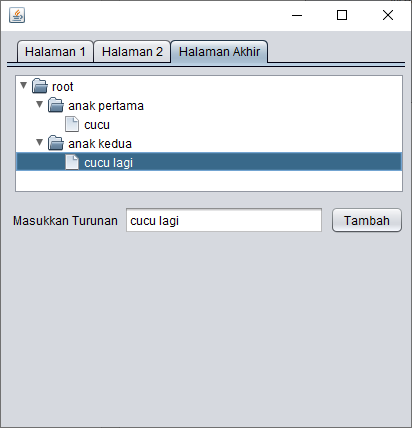 Halaman 1 Halaman 2 Halaman Akhir
root
anak pertama
cucu
anak kedua
cucu lagi
Masukkan Turunan cucu lagi Tambah